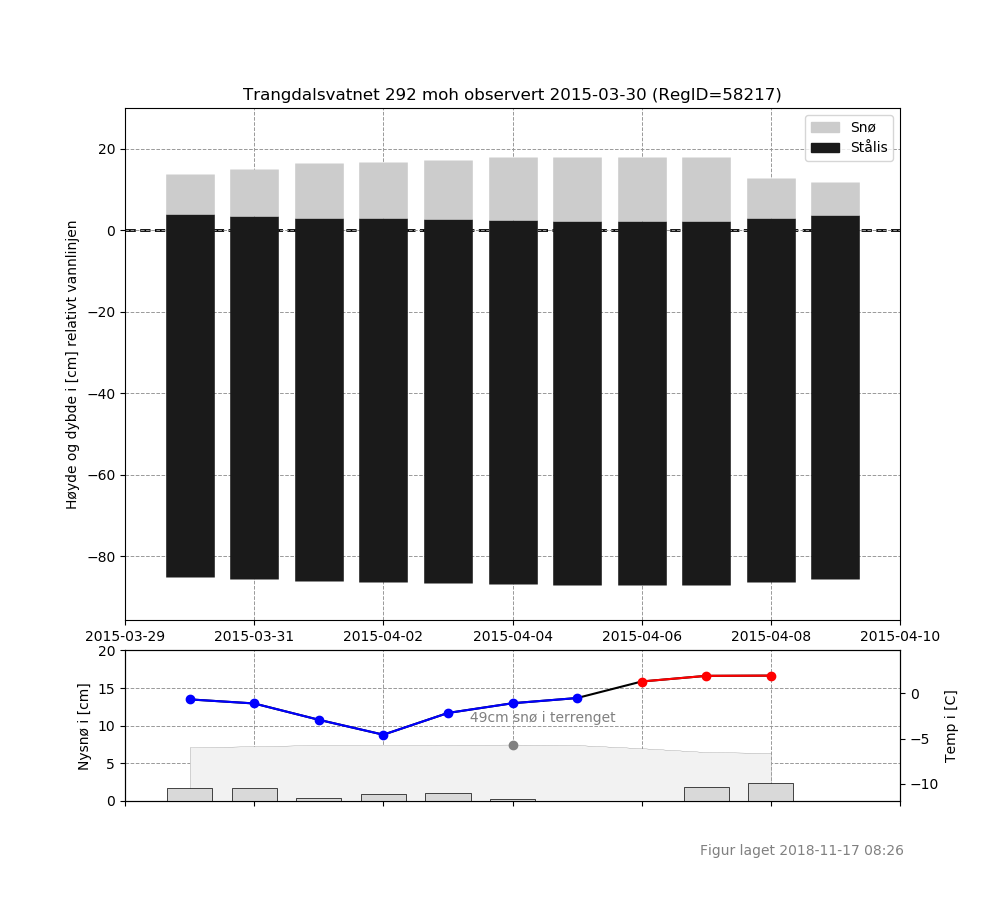 Trangdalsvatnet 292 moh observert 2015-03-30 (RegID=58217)
Snø
Stålis
Høyde og dybde i [cm] relativt vannlinjen
20
0
−20
−40
−60
−80
2015-03-29 2015-03-31 2015-04-02 2015-04-04 2015-04-06 2015-04-08 2015-04-10
Nysnø i [cm]
20
15
10
5
0
49cm snø i terrenget
0
−5
−10
Temp i [C]
Figur laget 2018-11-17 08:26